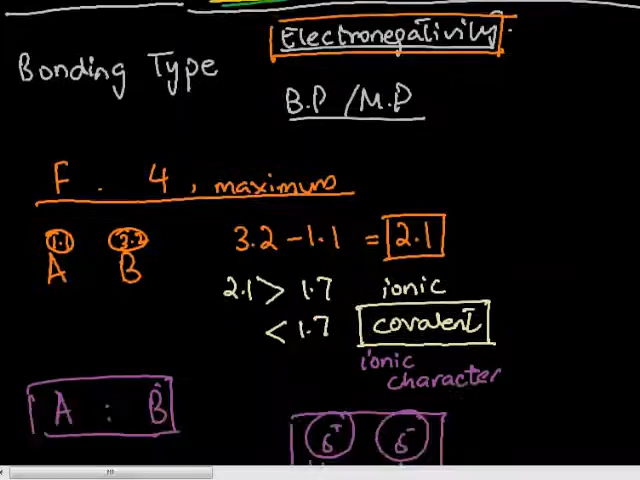 Electronegativity
Bonding Type
B.P / M.P
F . 4 , maximum
1.1 3.2
A B
3.2 - 1.1 = 2.1
2.1 > 1.7 ionic
< 1.7 covalent
ionic
character
A : B
δ+ δ-